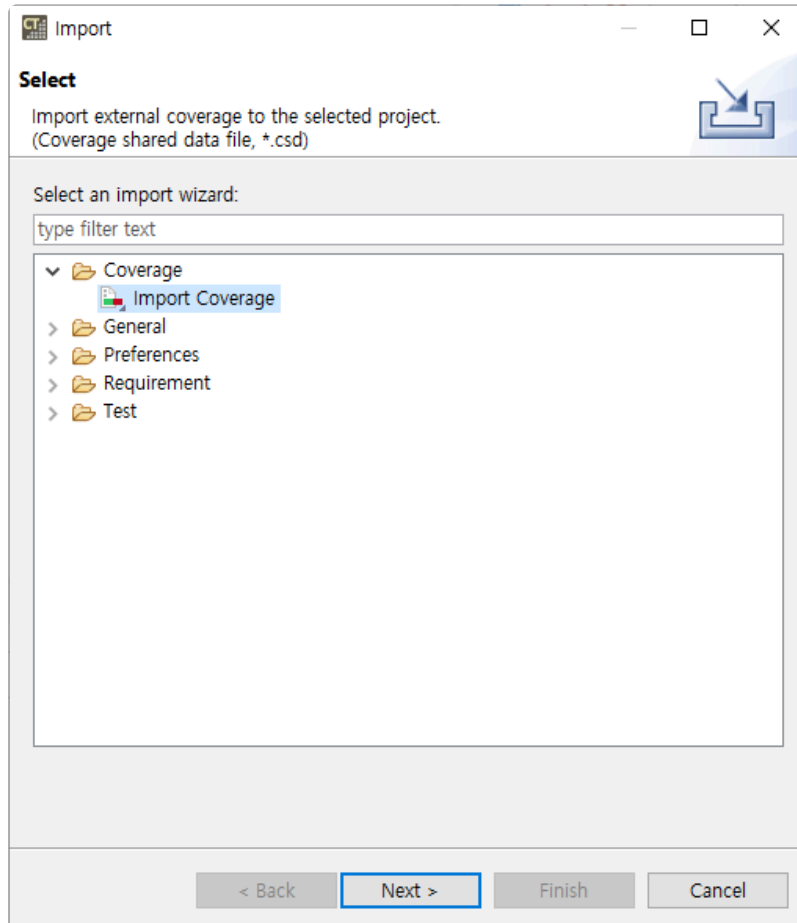 CT
Import
Select
Import external coverage to the selected project.
(Coverage shared data file, *.csd)
Select an import wizard:
type filter text
Coverage
Import Coverage
General
Preferences
Requirement
Test
< Back
Next >
Finish
Cancel